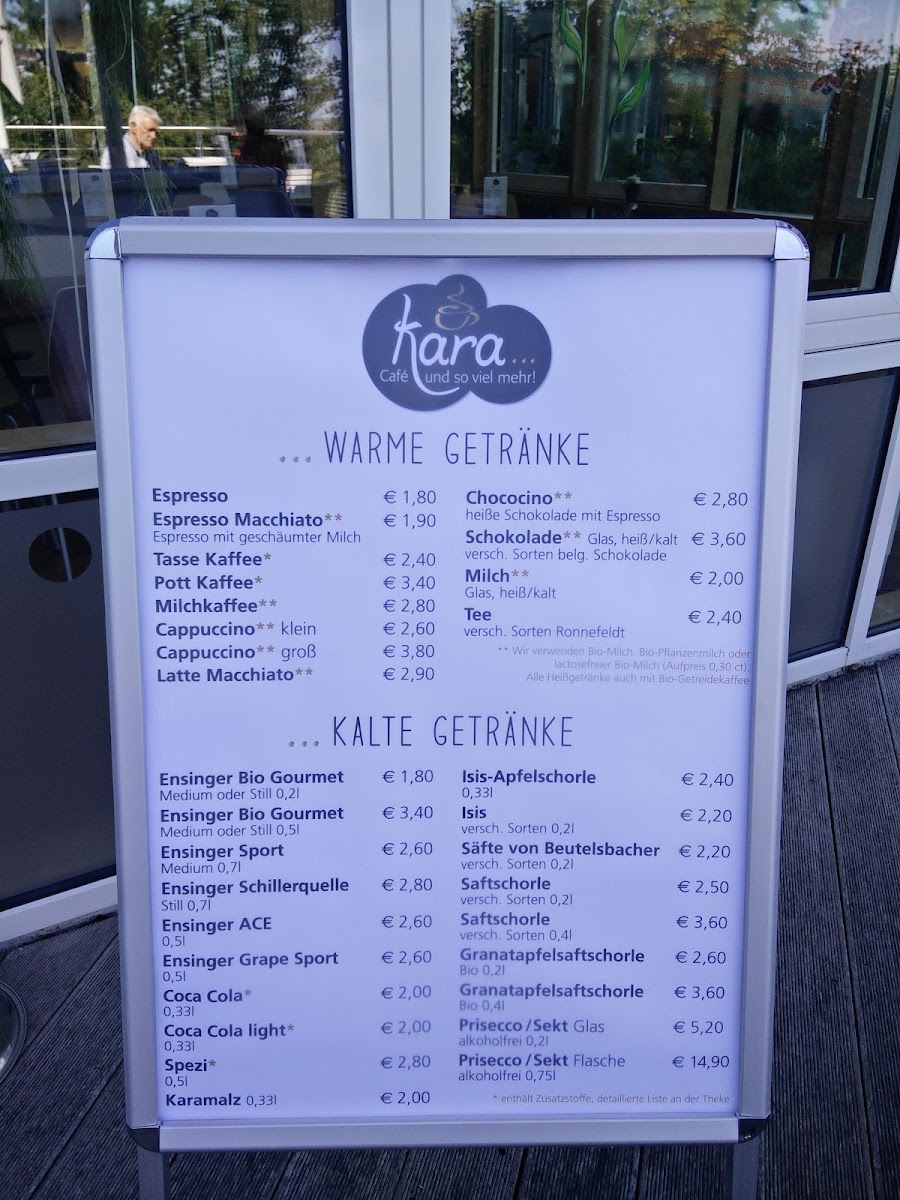 Kara...
Café und so viel mehr!
... WARME GETRÄNKE
Espresso € 1,80
Espresso Macchiato** € 1,90
Espresso mit geschäumter Milch
Tasse Kaffee* € 2,40
Pott Kaffee* € 3,40
Milchkaffee** € 2,80
Cappuccino** klein € 2,60
Cappuccino** groß € 3,80
Latte Macchiato** € 2,90
Chococino** € 2,80
heiße Schokolade mit Espresso
Schokolade** Glas, heiß/kalt € 3,60
versch. Sorten belg. Schokolade
Milch** € 2,00
Glas, heiß/kalt
Tee € 2,40
versch. Sorten Ronnefeldt
** Wir verwenden Bio-Milch, Bio-Pflanzenmilch oder
lactosefreier Bio-Milch (Aufpreis 0,30 ct).
Alle Heißgetränke auch mit Bio-Getreidekaffee
... KALTE GETRÄNKE
Ensinger Bio Gourmet € 1,80
Medium oder Still 0,2l
Ensinger Bio Gourmet € 3,40
Medium oder Still 0,5l
Ensinger Sport € 2,60
Medium 0,7l
Ensinger Schillerquelle € 2,80
Still 0,7l
Ensinger ACE € 2,60
0,5l
Ensinger Grape Sport € 2,60
0,5l
Coca Cola* € 2,00
0,33l
Coca Cola light* € 2,00
0,33l
Spezi* € 2,80
0,5l
Karamalz 0,33l € 2,00
Isis-Apfelschorle € 2,40
0,33l
Isis € 2,20
versch. Sorten 0,2l
Säfte von Beutelsbacher € 2,20
versch. Sorten 0,2l
Saftschorle € 2,50
versch. Sorten 0,2l
Saftschorle € 3,60
versch. Sorten 0,4l
Granatapfelsaftschorle € 2,60
Bio 0,2l
Granatapfelsaftschorle € 3,60
Bio 0,4l
Prisecco/Sekt Glas € 5,20
alkoholfrei 0,2l
Prisecco/Sekt Flasche € 14,90
alkoholfrei 0,75l
* enthält Zusatzstoffe, detaillierte Liste an der Theke